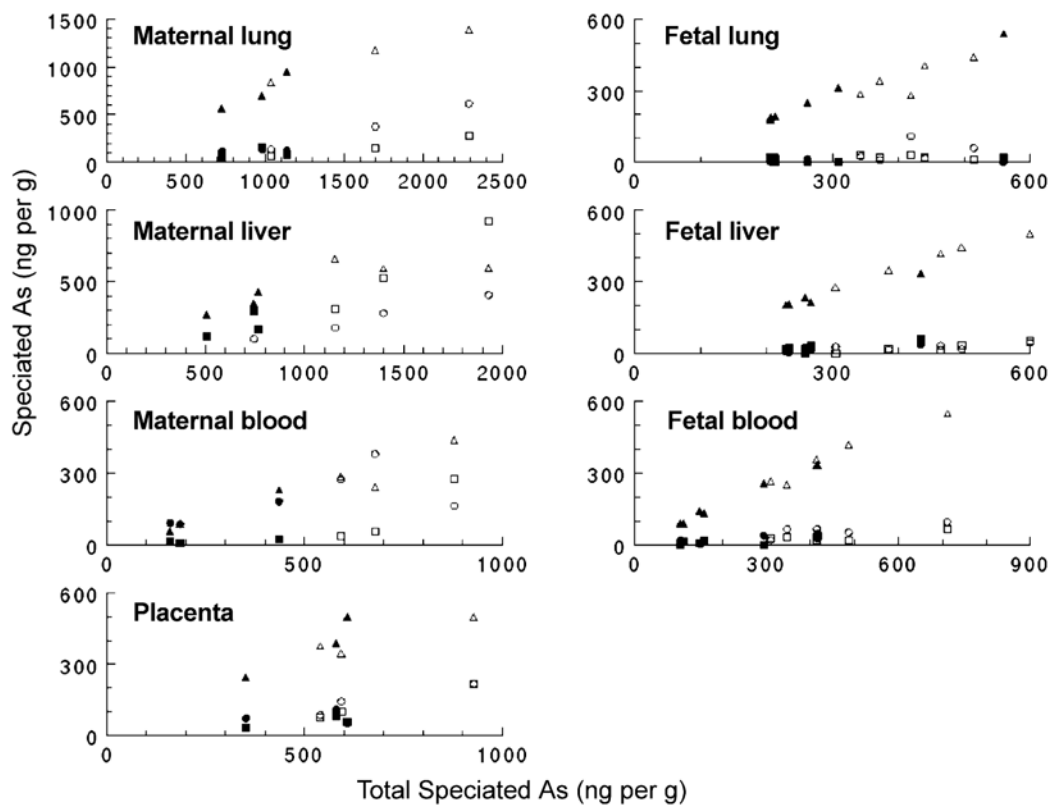 Speciated As (ng per g)
1500
Maternal lung
1000
500
0
0 500 1000 1500 2000 2500
600
Fetal lung
300
0
0 300 600
1000
Maternal liver
500
0
0 500 1000 1500 2000
600
Fetal liver
300
0
0 300 600
600
Maternal blood
300
0
0 500 1000
600
Fetal blood
300
0
0 300 600 900
600
Placenta
300
0
0 500 1000
Total Speciated As (ng per g)